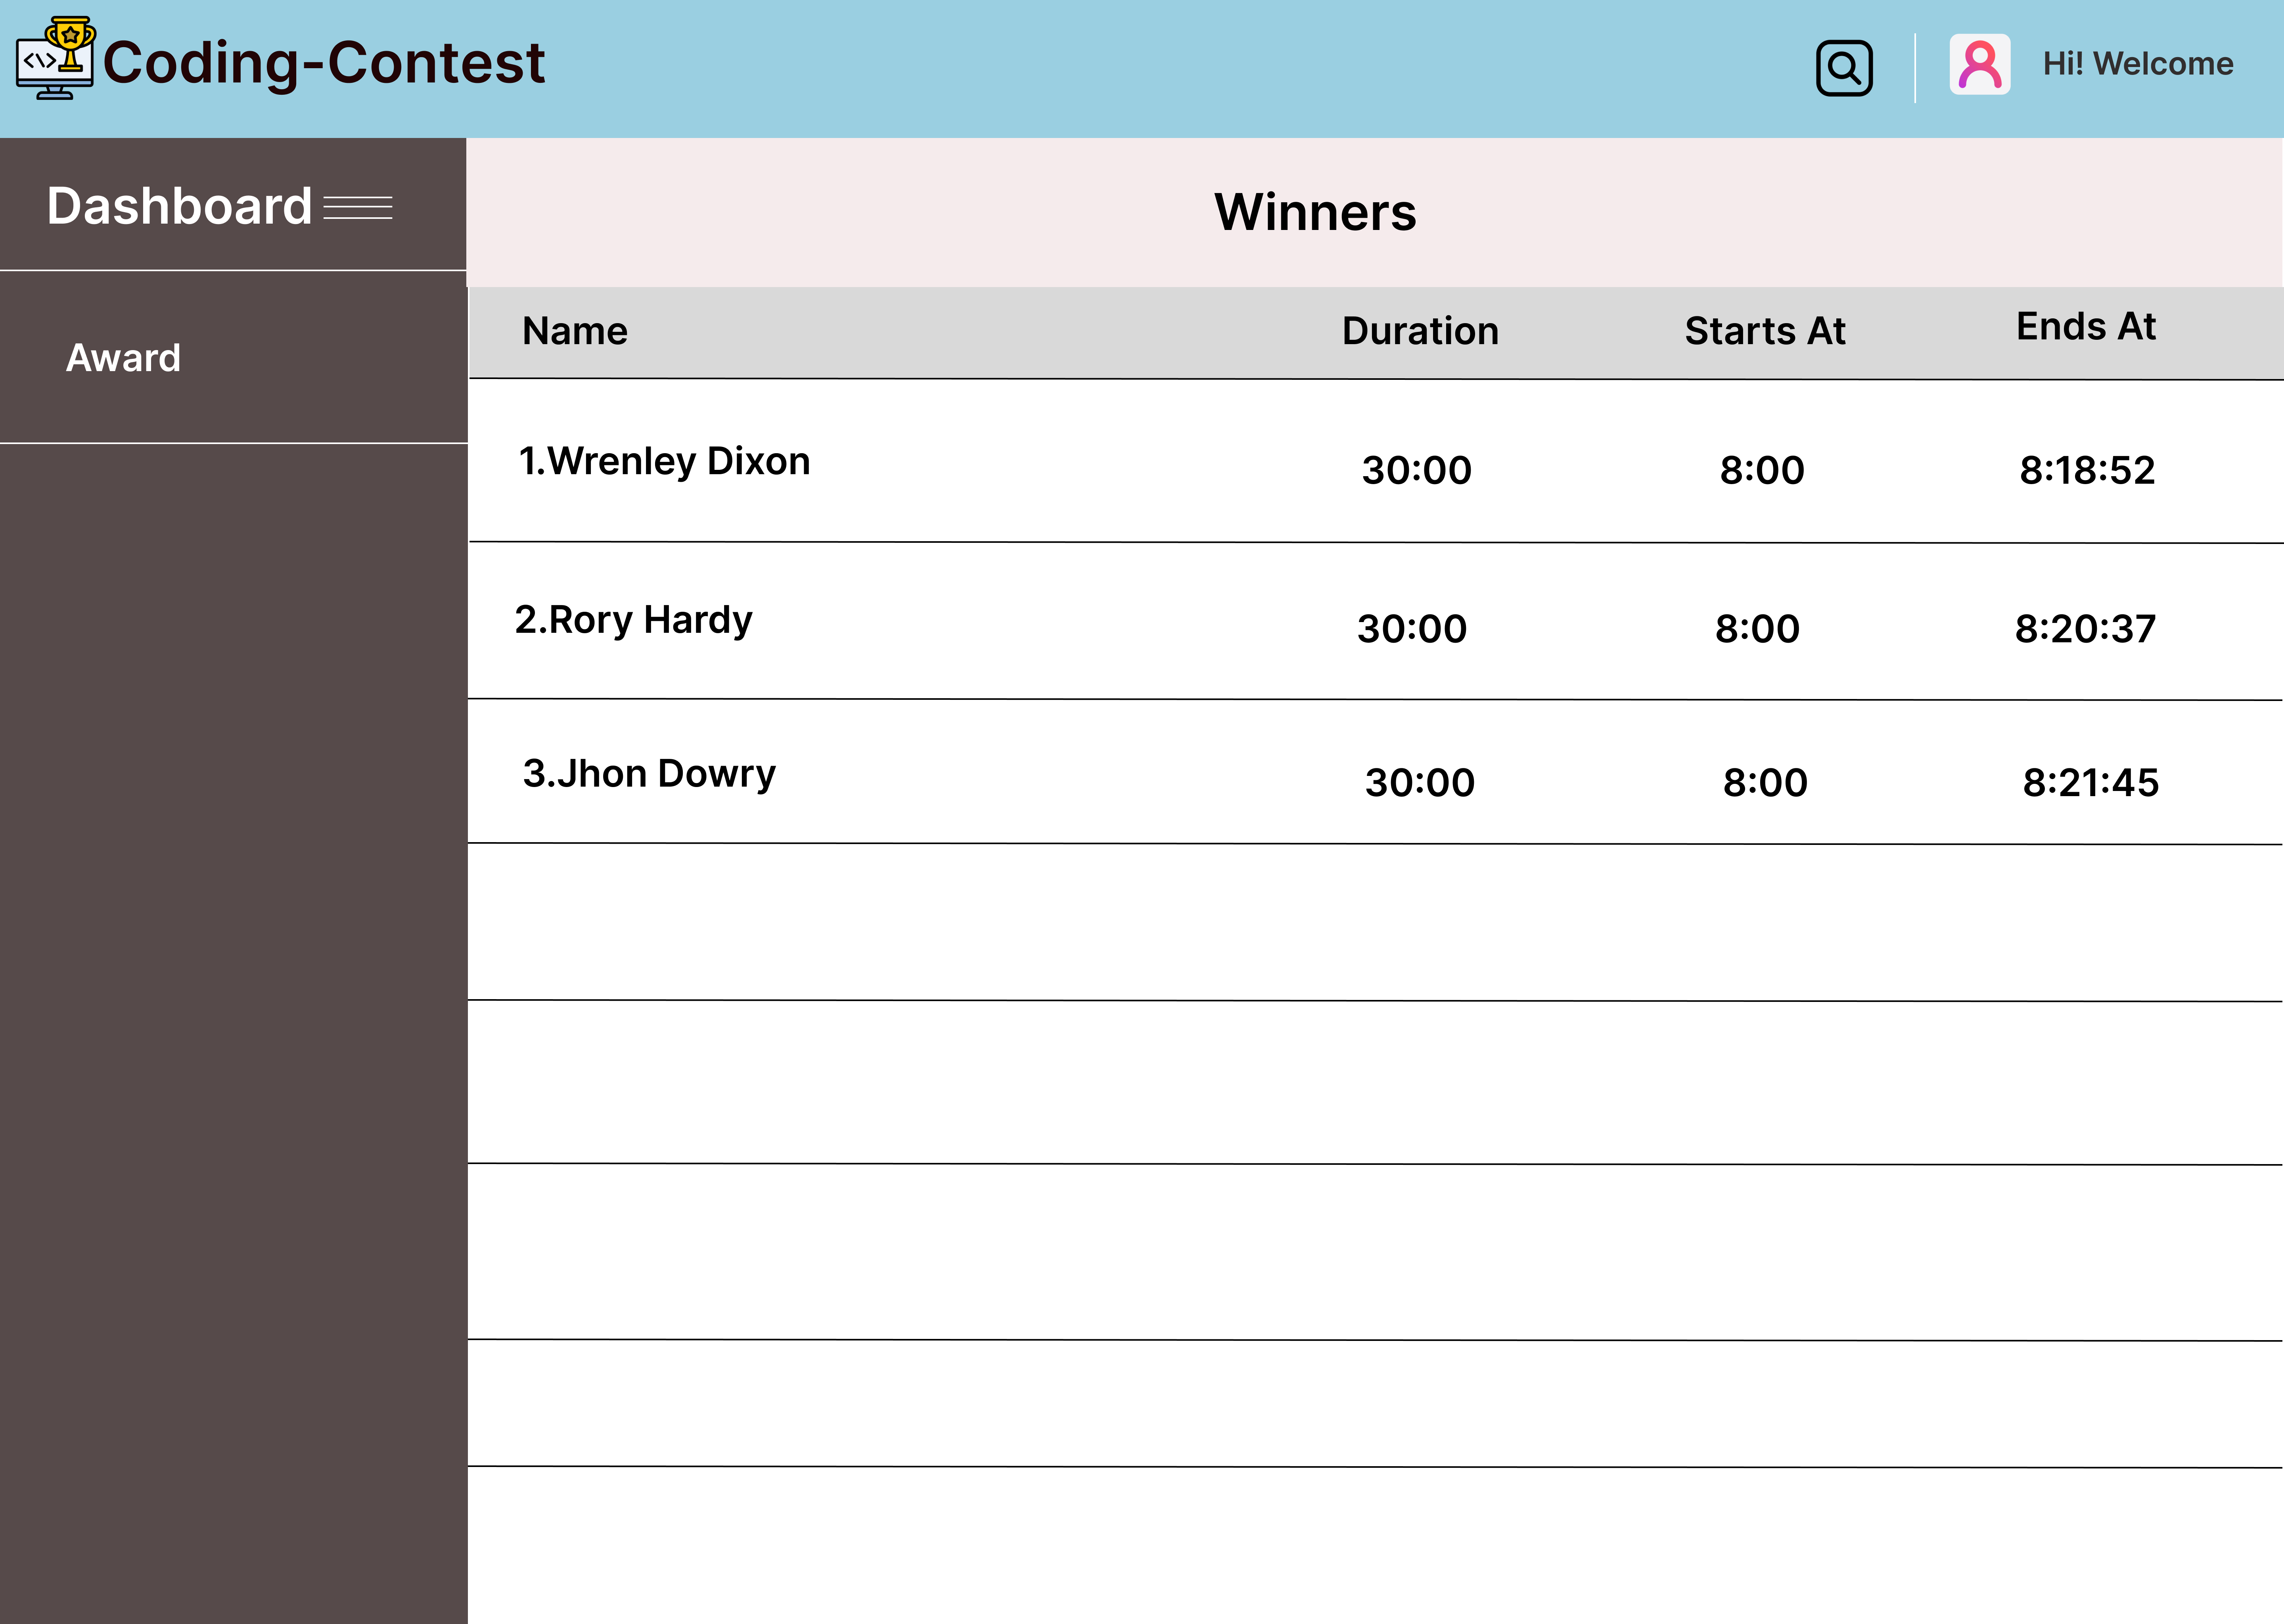 Coding-Contest
Hi! Welcome
Dashboard
Winners
Award
Name Duration Starts At Ends At
1.Wrenley Dixon 30:00 8:00 8:18:52
2.Rory Hardy 30:00 8:00 8:20:37
3.Jhon Dowry 30:00 8:00 8:21:45